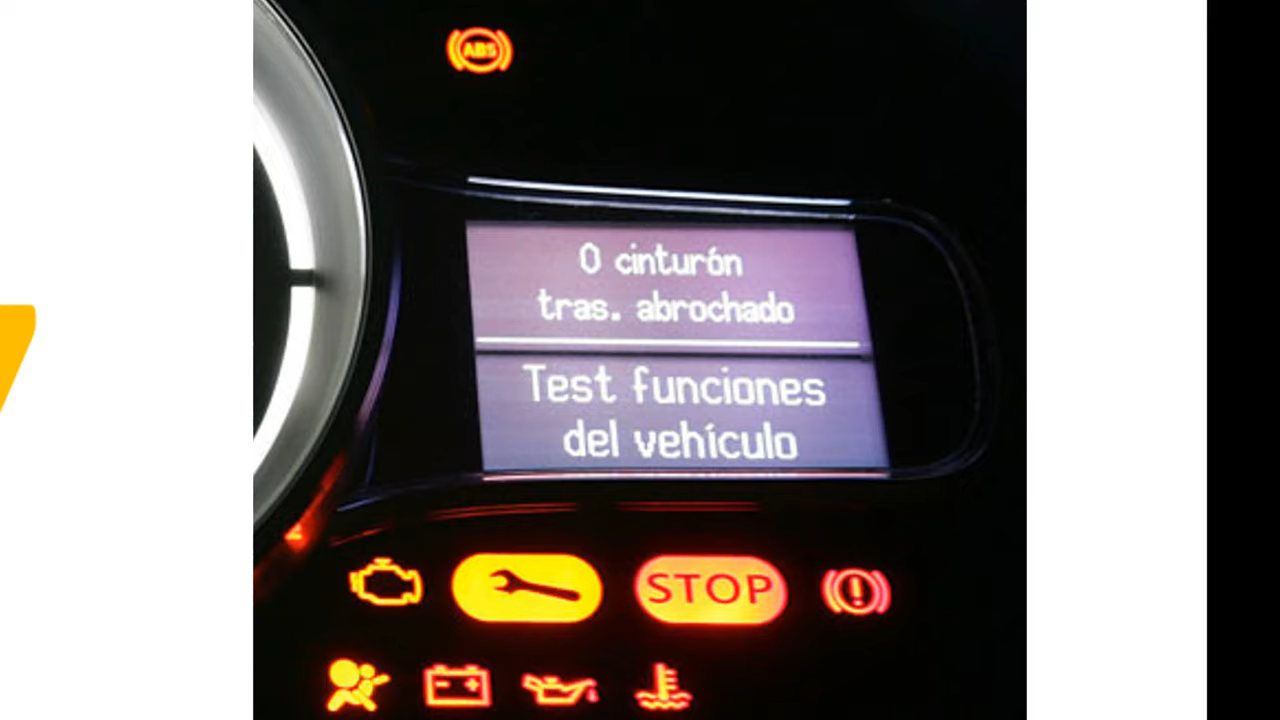 ABS
0 cinturón
tras. abrochado
Test funciones
del vehículo
STOP